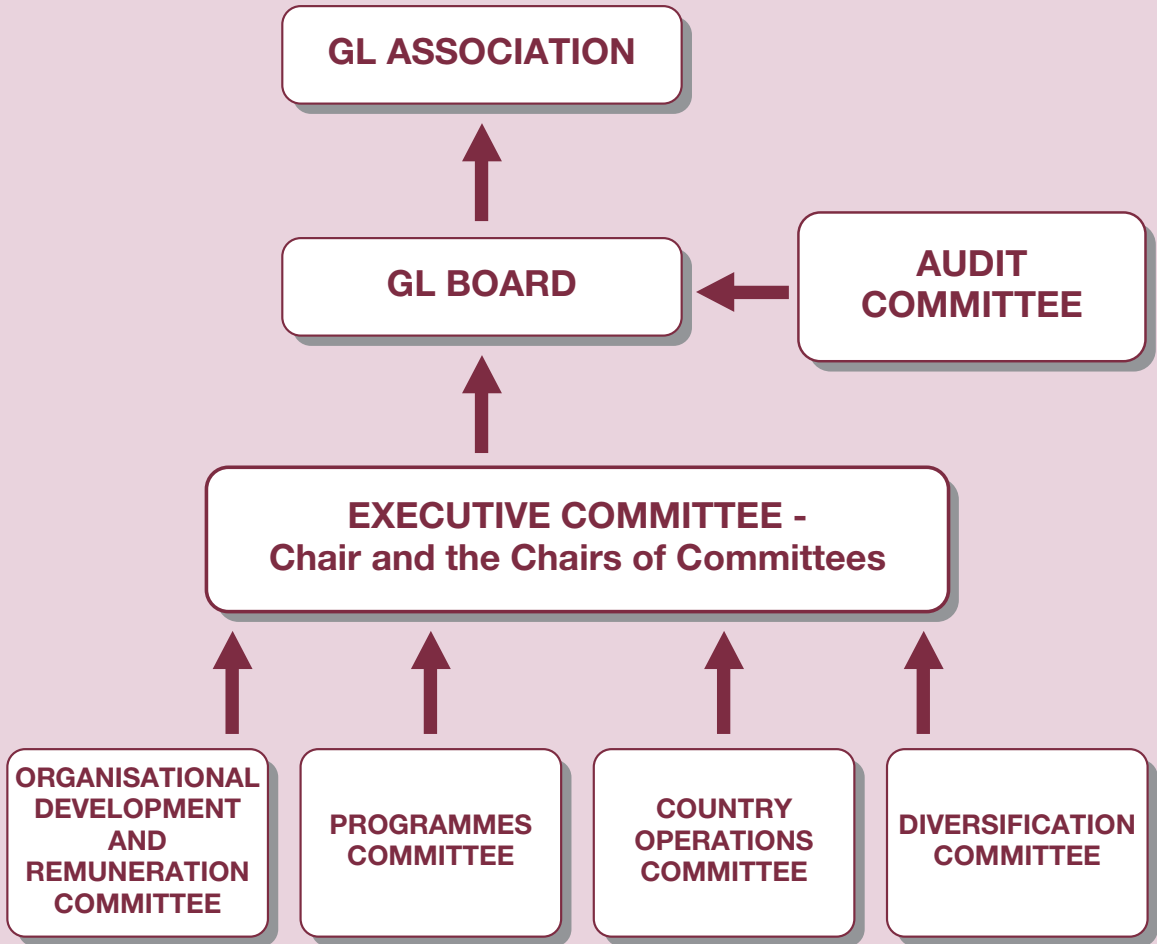 GL ASSOCIATION
GL BOARD
AUDIT
COMMITTEE
EXECUTIVE COMMITTEE -
Chair and the Chairs of Committees
ORGANISATIONAL
DEVELOPMENT
AND
REMUNERATION
COMMITTEE
PROGRAMMES
COMMITTEE
COUNTRY
OPERATIONS
COMMITTEE
DIVERSIFICATION
COMMITTEE